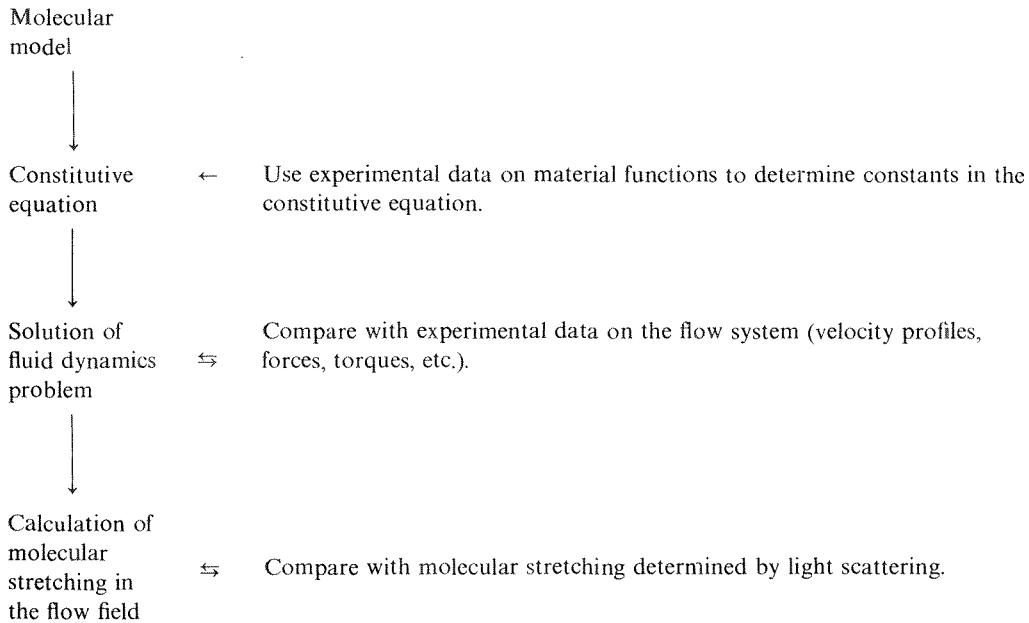 Molecular
model
Constitutive
equation
← Use experimental data on material functions to determine constants in the
constitutive equation.
Solution of
fluid dynamics
problem
⇆ Compare with experimental data on the flow system (velocity profiles,
forces, torques, etc.).
Calculation of
molecular
stretching in
the flow field
⇆ Compare with molecular stretching determined by light scattering.